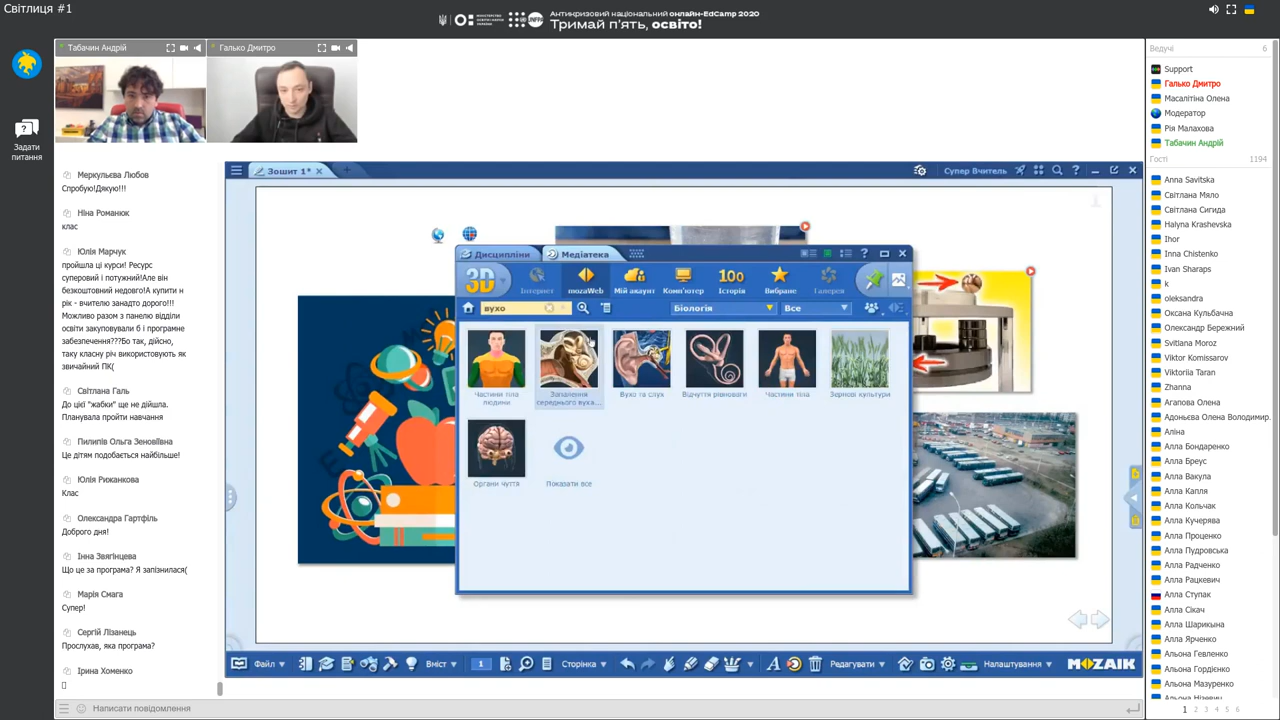 Світлиця #1
Антикризовий національний онлайн-EdCamp 2020
Тримай п'ять, освіто!
Табачин Андрій
Галько Дмитро
Задати
питання
Меркульєва Любов
Спробую!Дякую!!!
Ніна Романюк
клас
Юлія Марчук
пройшла ці курси! Ресурс
суперовий і потужний!Але він
безкоштовний недовго!А купити н
рік - вчителю занадто дорого!!!
Можливо разом з панелю відділи
освіти закуповували б і програмне
забезпечення???Бо так, дійсно,
таку класну річ використовують як
звичайний ПК(
Світлана Галь
До цієї "жабки" ще не дійшла.
Планувала пройти навчання
Пилипів Ольга Зеновіївна
Це дітям подобається найбільше!
Юлія Рижанкова
Клас
Олександра Гартфіль
Доброго дня!
Інна Звягінцева
Що це за програма? Я запізнилася(
Марія Смага
Супер!
Сергій Лізанець
Прослухав, яка програма?
Ірина Хоменко
Написати повідомлення
Зошит 1*
Супер Вчитель
Дисципліни
Медіатека
3D
Інтернет
mozaWeb
Мій акаунт
Комп'ютер
Історія
Вибране
Галерея
вухо
Біологія
Все
Частини тіла
людини
Запалення
середнього вуха...
Вухо та слух
Відчуття рівноваги
Частини тіла
Зернові культури
Органи чуття
Показати все
Файл
Вміст
1
Сторінка
Редагувати
Налаштування
MOZAIK
Ведучі 6
Support
Галько Дмитро
Масалітіна Олена
Модератор
Рія Малахова
Табачин Андрій
Гості 1194
Anna Savitska
Світлана Мяло
Світлана Сигида
Halyna Krashevska
Ihor
Inna Chistenko
Ivan Sharaps
k
oleksandra
Оксана Кульбачна
Олександр Бережний
Svitlana Moroz
Viktor Komissarov
Viktoriia Taran
Zhanna
Агапова Олена
Адоньєва Олена Володимир.
Аліна
Алла Бондаренко
Алла Бреус
Алла Вакула
Алла Капля
Алла Кольчак
Алла Кучерява
Алла Проценко
Алла Пудровська
Алла Радченко
Алла Рацкевич
Алла Ступак
Алла Сікач
Алла Шарикына
Алла Ярченко
Альона Гевленко
Альона Гордієнко
Альона Мазуренко
Альона Нізевич
1 2 3 4 5 6